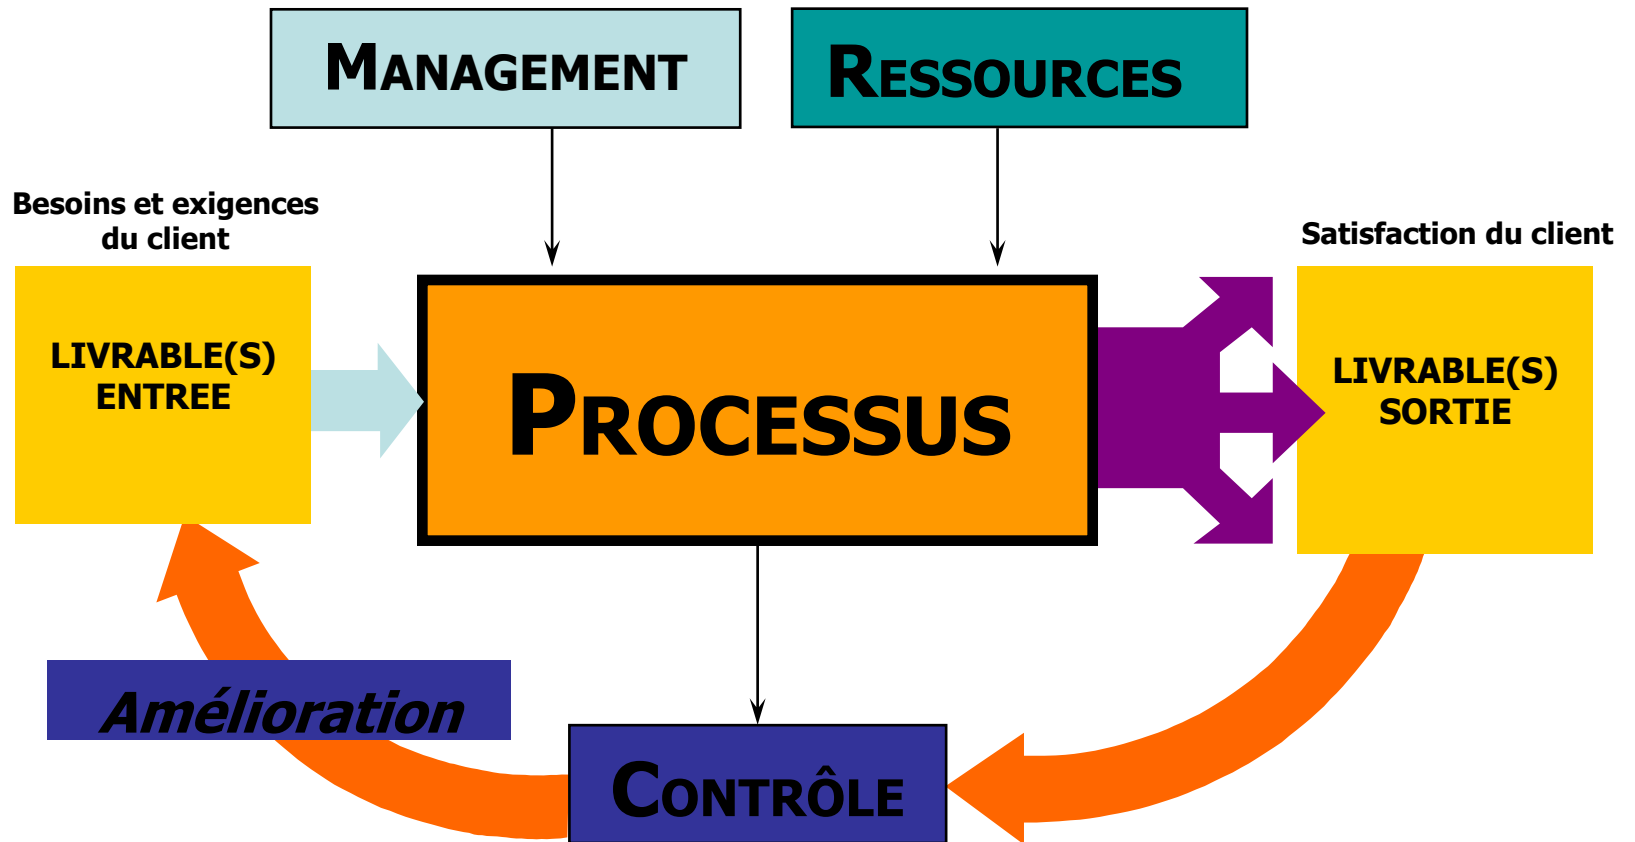 MANAGEMENT
RESSOURCES
Besoins et exigences
du client
Satisfaction du client
LIVRABLE(S)
ENTREE
PROCESSUS
LIVRABLE(S)
SORTIE
Amélioration
CONTRÔLE